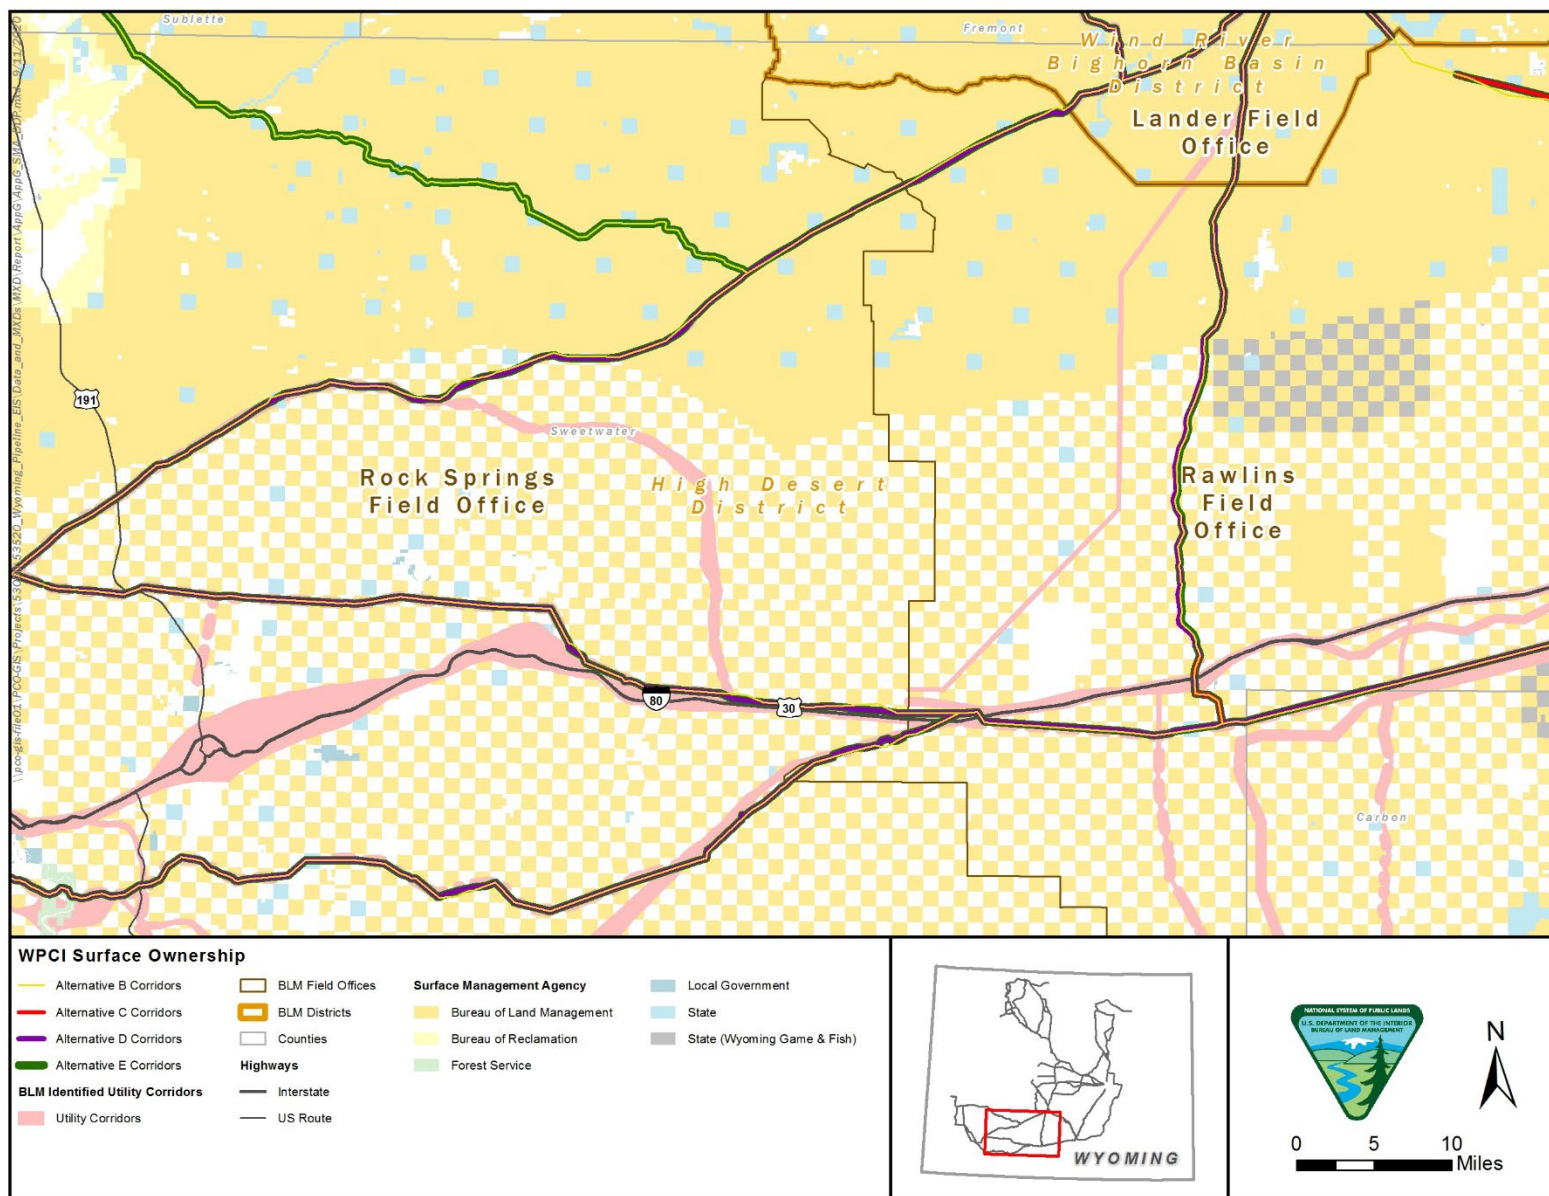 Sublette
Fremont
Wind River
Bighorn Basin
District
Lander Field
Office
191
Sweetwater
Rock Springs
Field Office
High Desert
District
Rawlins
Field
Office
80
30
Carbon
WPCI Surface Ownership
Alternative B Corridors
Alternative C Corridors
Alternative D Corridors
Alternative E Corridors
BLM Identified Utility Corridors
Utility Corridors
BLM Field Offices
BLM Districts
Counties
Highways
Interstate
US Route
Surface Management Agency
Bureau of Land Management
Bureau of Reclamation
Forest Service
Local Government
State
State (Wyoming Game & Fish)
WYOMING
NATIONAL SYSTEM OF PUBLIC LANDS
U.S. DEPARTMENT OF THE INTERIOR
BUREAU OF LAND MANAGEMENT
N
0 5 10
Miles